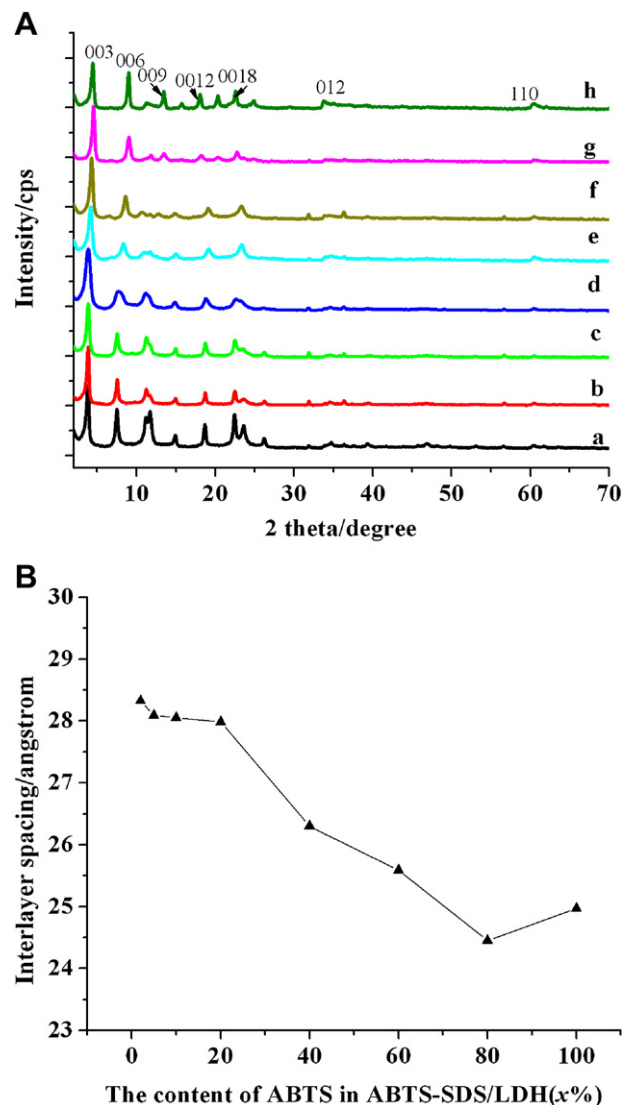 A
003
006
009
0012
0018
012
110
h
g
f
e
d
c
b
a
Intensity/cps
10 20 30 40 50 60 70
2 theta/degree
B
30
29
28
27
26
25
24
23
Interlayer spacing/angstrom
0 20 40 60 80 100
The content of ABTS in ABTS-SDS/LDH(x%)